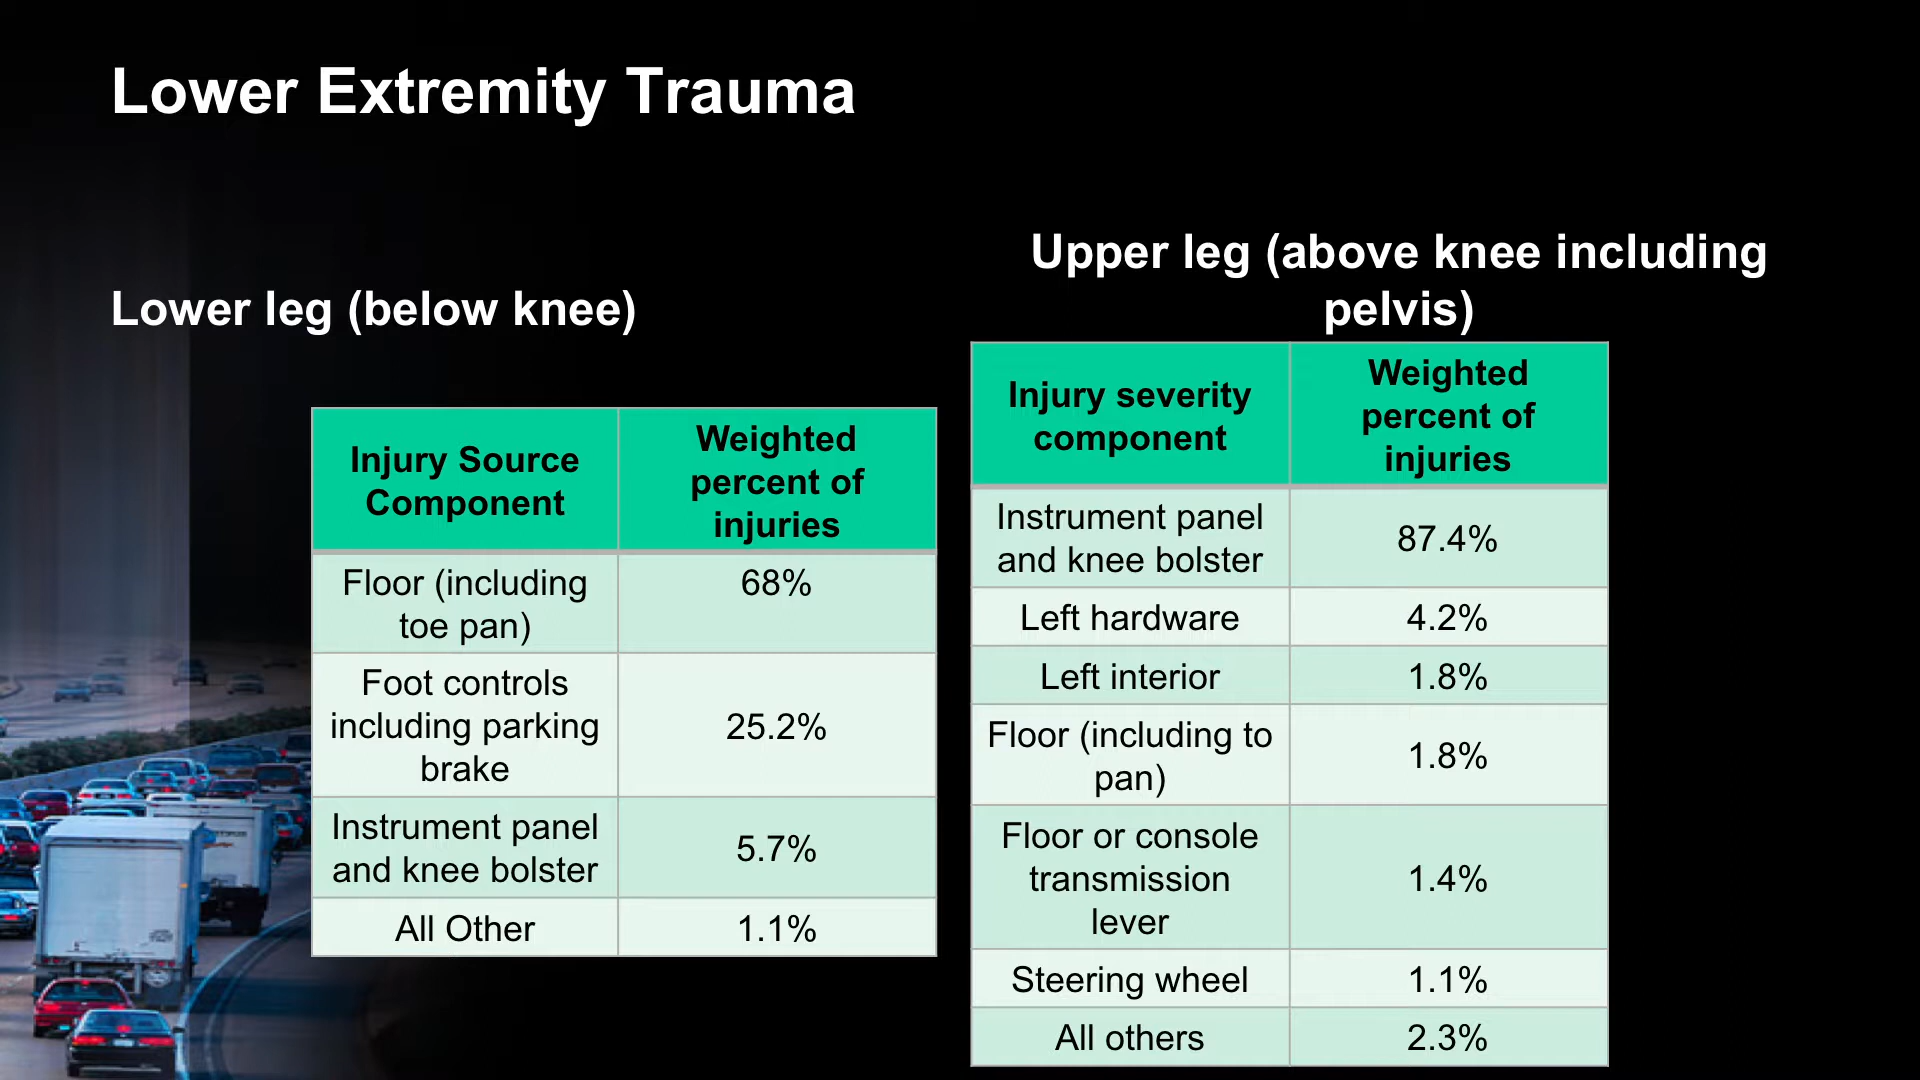 Lower Extremity Trauma
Lower leg (below knee)
Injury Source
Component
Weighted
percent of
injuries
Floor (including
toe pan)
68%
Foot controls
including parking
brake
25.2%
Instrument panel
and knee bolster
5.7%
All Other
1.1%
Upper leg (above knee including
pelvis)
Injury severity
component
Weighted
percent of
injuries
Instrument panel
and knee bolster
87.4%
Left hardware
4.2%
Left interior
1.8%
Floor (including to
pan)
1.8%
Floor or console
transmission
lever
1.4%
Steering wheel
1.1%
All others
2.3%